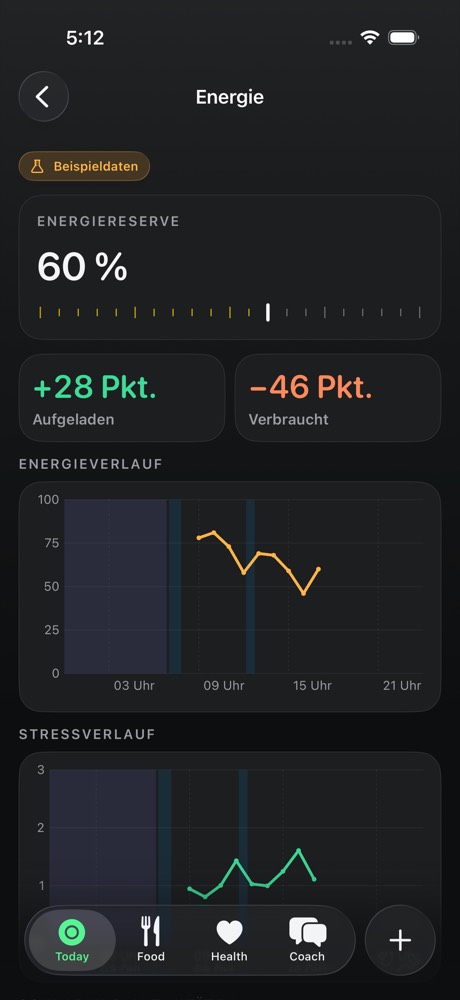 5:12
Energie
Beispieldaten
ENERGIERESERVE
60 %
+28 Pkt.
−46 Pkt.
Aufgeladen
Verbraucht
ENERGIEVERLAUF
100
75
50
25
0
03 Uhr
09 Uhr
15 Uhr
21 Uhr
STRESSVERLAUF
3
2
1
Today
Food
Health
Coach